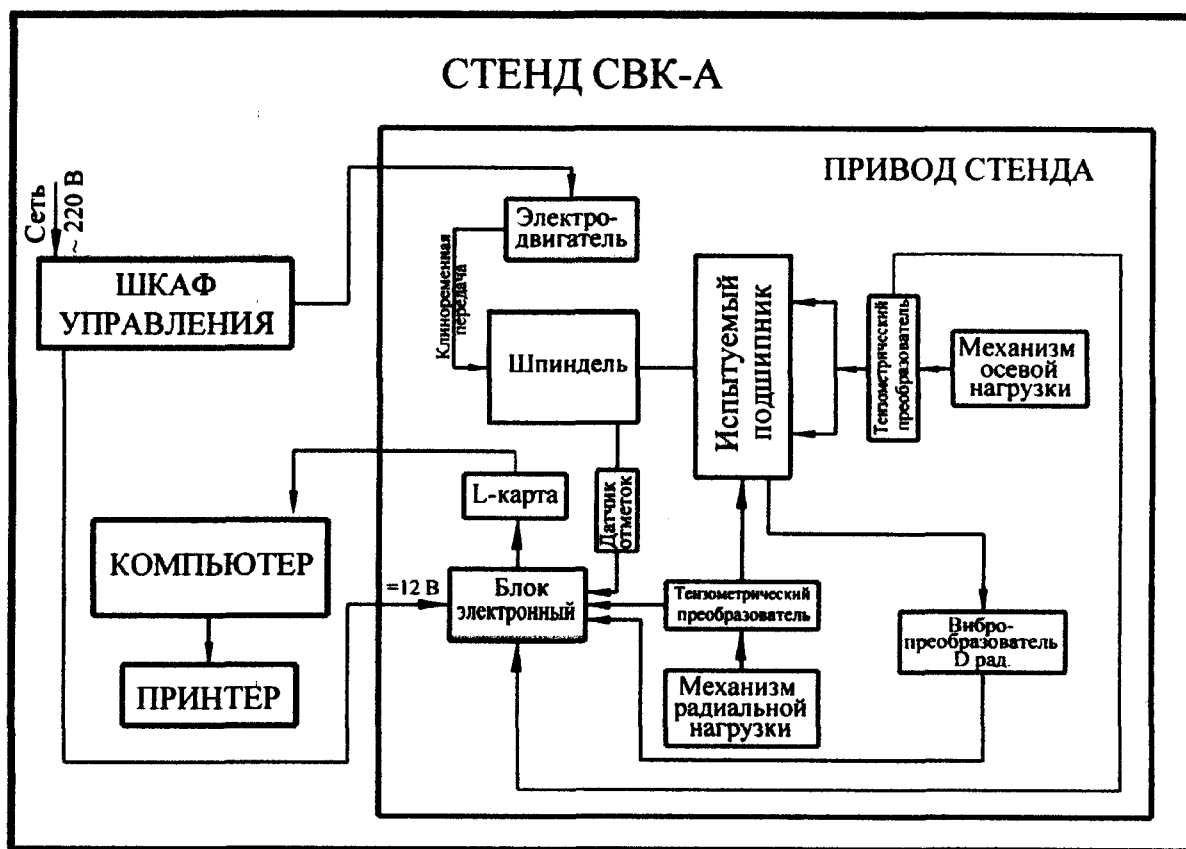 СТЕНД СВК-А
ПРИВОД СТЕНДА
Сеть
~ 220 В
ШКАФ
УПРАВЛЕНИЯ
Электро-
двигатель
Клиноременная
передача
Шпиндель
Испытуемый
подшипник
Тензометрический
преобразователь
Механизм
осевой
нагрузки
L-карта
Датчик
отметок
КОМПЬЮТЕР
=12 В
Блок
электронный
Тензометрический
преобразователь
Вибро-
преобразователь
D рад.
ПРИНТЕР
Механизм
радиальной
нагрузки